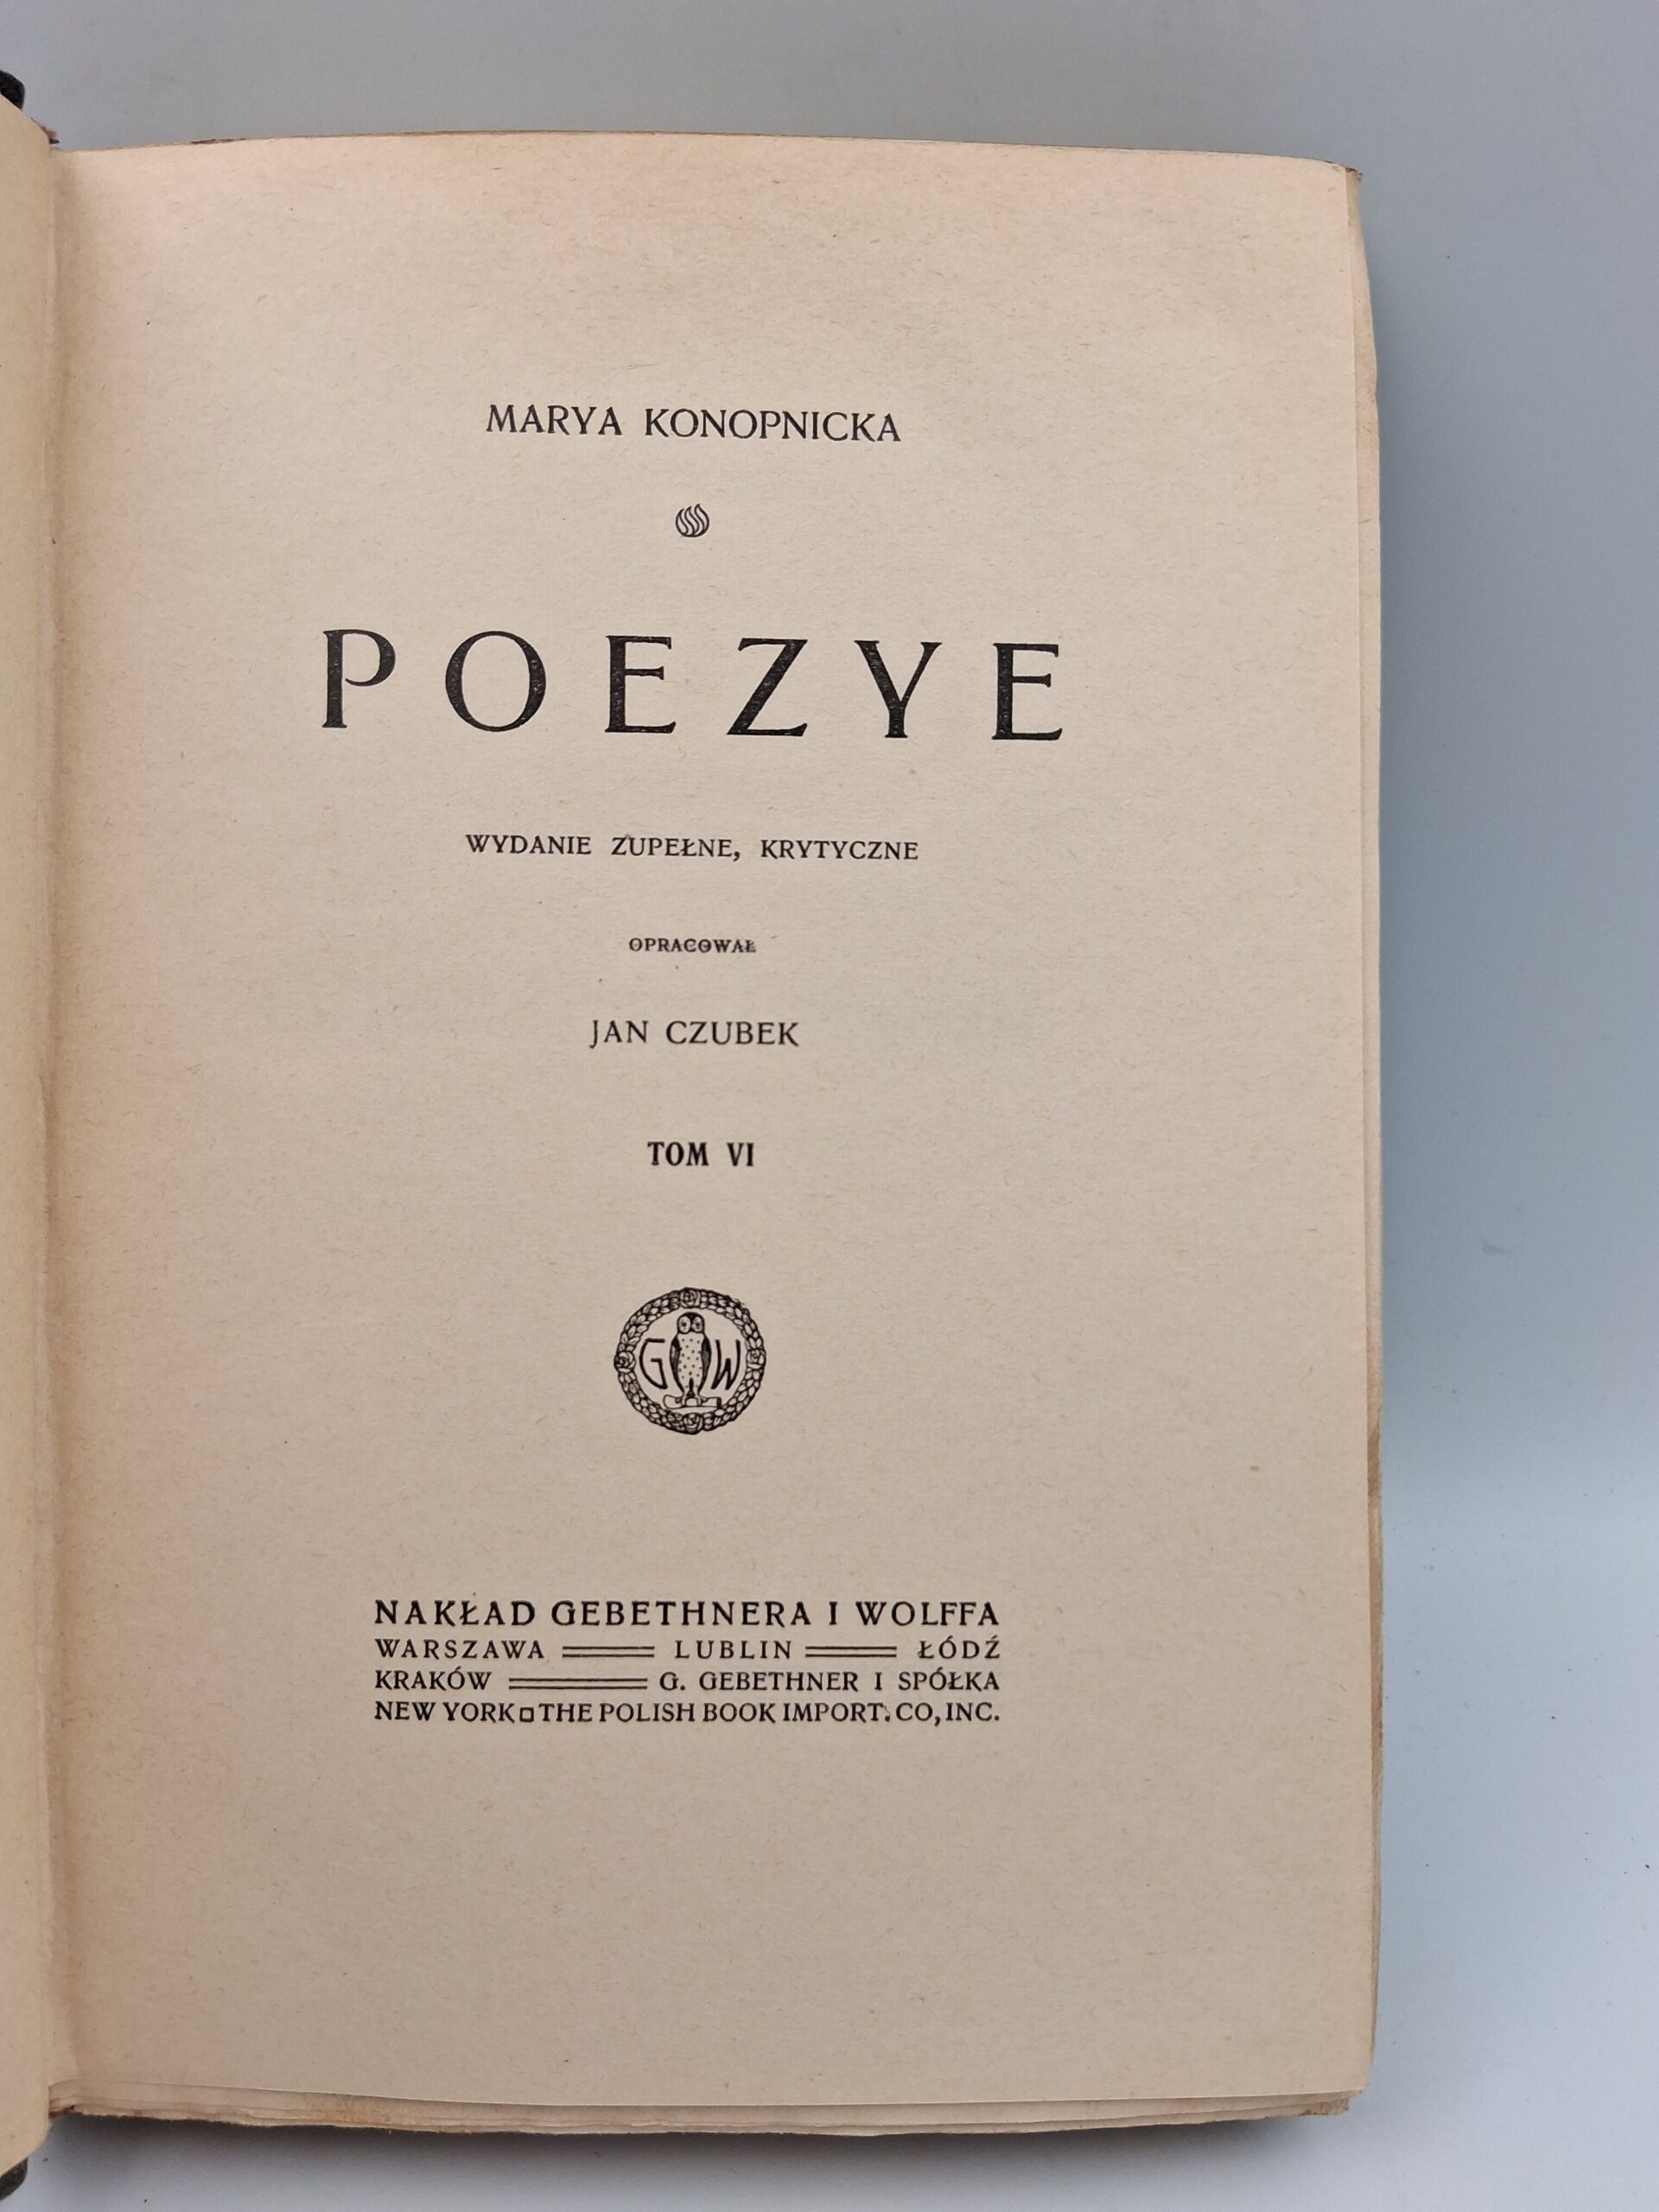 MARYA KONOPNICKA
POEZYE
WYDANIE ZUPEŁNE, KRYTYCZNE
OPRACOWAŁ
JAN CZUBEK
TOM VI
G W
NAKŁAD GEBETHNERA I WOLFFA
WARSZAWA LUBLIN ŁÓDŹ
KRAKÓW G. GEBETHNER I SPÓŁKA
NEW YORK THE POLISH BOOK IMPORT. CO, INC.